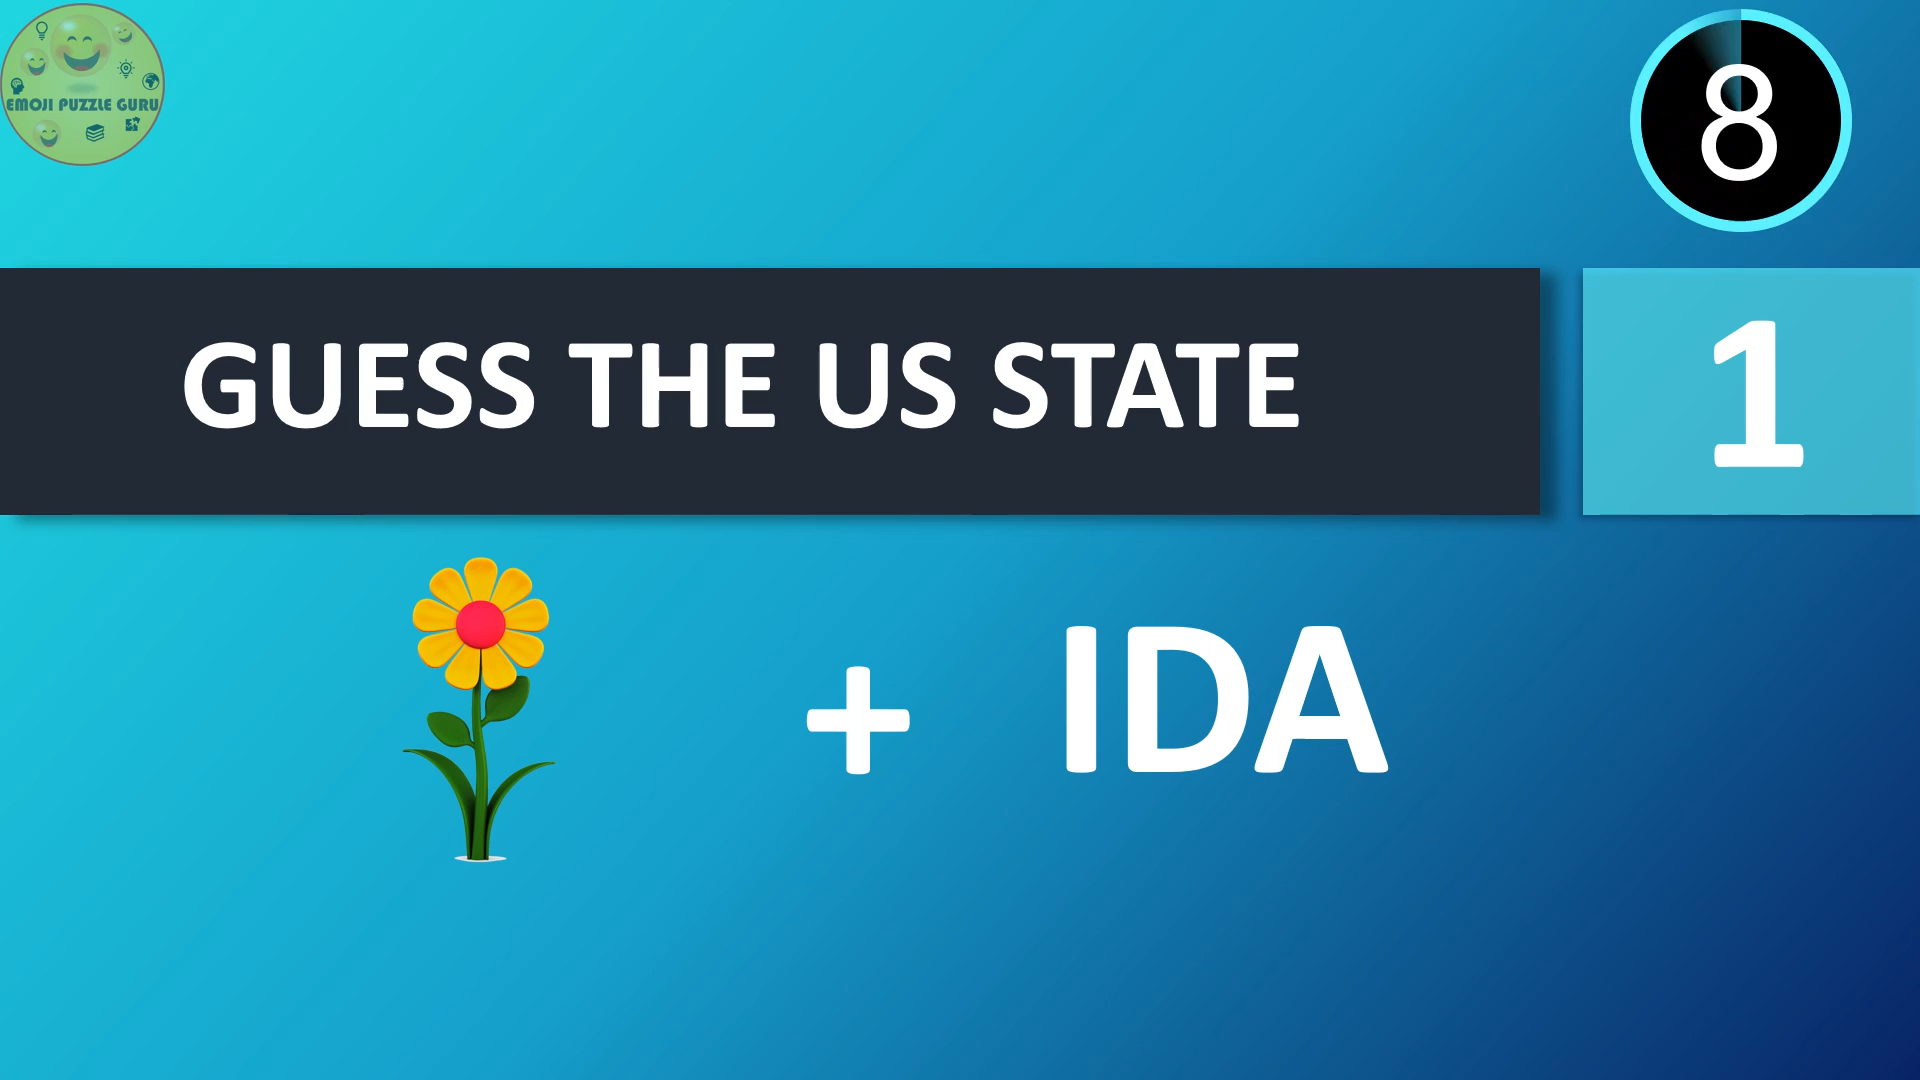 EMOJI PUZZLE GURU
8
GUESS THE US STATE
1
+ IDA